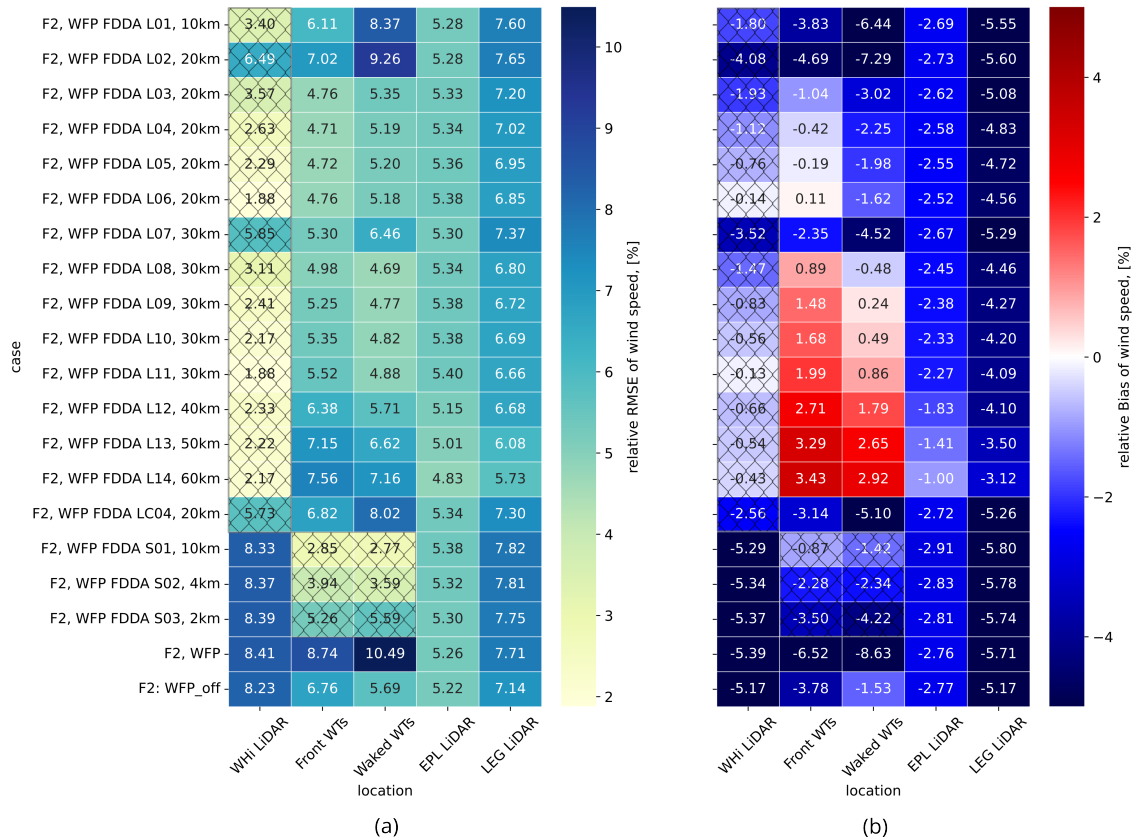 F2, WFP FDDA L01, 10km 3.40 6.11 8.37 5.28 7.60 -1.80 -3.83 -6.44 -2.69 -5.55
F2, WFP FDDA L02, 20km 6.49 7.02 9.26 5.28 7.65 -4.08 -4.69 -7.29 -2.73 -5.60
F2, WFP FDDA L03, 20km 3.57 4.76 5.35 5.33 7.20 -1.93 -1.04 -3.02 -2.62 -5.08
F2, WFP FDDA L04, 20km 2.63 4.71 5.19 5.34 7.02 -1.12 -0.42 -2.25 -2.58 -4.83
F2, WFP FDDA L05, 20km 2.29 4.72 5.20 5.36 6.95 -0.76 -0.19 -1.98 -2.55 -4.72
F2, WFP FDDA L06, 20km 1.88 4.76 5.18 5.38 6.85 -0.14 0.11 -1.62 -2.52 -4.56
F2, WFP FDDA L07, 30km 5.85 5.30 6.46 5.30 7.37 -3.52 -2.35 -4.52 -2.67 -5.29
F2, WFP FDDA L08, 30km 3.11 4.98 4.69 5.34 6.80 -1.47 0.89 -0.48 -2.45 -4.46
F2, WFP FDDA L09, 30km 2.41 5.25 4.77 5.38 6.72 -0.83 1.48 0.24 -2.38 -4.27
F2, WFP FDDA L10, 30km 2.17 5.35 4.82 5.38 6.69 -0.56 1.68 0.49 -2.33 -4.20
F2, WFP FDDA L11, 30km 1.88 5.52 4.88 5.40 6.66 -0.13 1.99 0.86 -2.27 -4.09
F2, WFP FDDA L12, 40km 2.33 6.38 5.71 5.15 6.68 -0.66 2.71 1.79 -1.83 -4.10
F2, WFP FDDA L13, 50km 2.22 7.15 6.62 5.01 6.08 -0.54 3.29 2.65 -1.41 -3.50
F2, WFP FDDA L14, 60km 2.17 7.56 7.16 4.83 5.73 -0.43 3.43 2.92 -1.00 -3.12
F2, WFP FDDA LC04, 20km 5.73 6.82 8.02 5.34 7.30 -2.56 -3.14 -5.10 -2.72 -5.26
F2, WFP FDDA S01, 10km 8.33 2.85 2.77 5.38 7.82 -5.29 -0.87 -1.42 -2.91 -5.80
F2, WFP FDDA S02, 4km 8.37 3.94 3.59 5.32 7.81 -5.34 -2.28 -2.34 -2.83 -5.78
F2, WFP FDDA S03, 2km 8.39 5.26 5.59 5.30 7.75 -5.37 -3.50 -4.22 -2.81 -5.74
F2, WFP 8.41 8.74 10.49 5.26 7.71 -5.39 -6.52 -8.63 -2.76 -5.71
F2: WFP_off 8.23 6.76 5.69 5.22 7.14 -5.17 -3.78 -1.53 -2.77 -5.17
case
WHi LiDAR Front WTs Waked WTs EPL LiDAR LEG LiDAR
location
10
9
8
7
6
5
4
3
2
relative RMSE of wind speed, [%]
WHi LiDAR Front WTs Waked WTs EPL LiDAR LEG LiDAR
location
4
2
0
−2
−4
relative Bias of wind speed, [%]
(a)
(b)